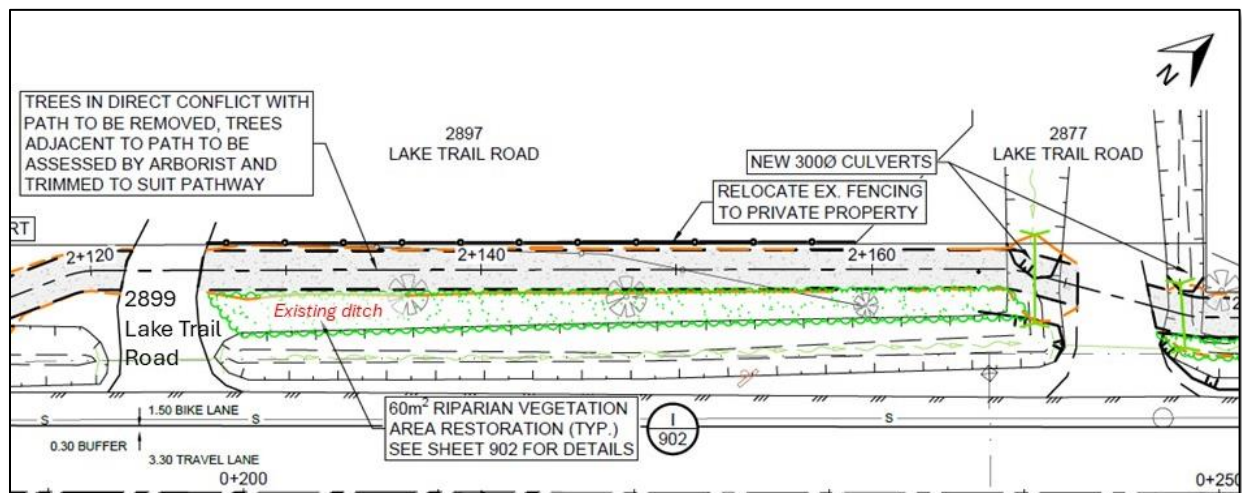 N
TREES IN DIRECT CONFLICT WITH
PATH TO BE REMOVED, TREES
ADJACENT TO PATH TO BE
ASSESSED BY ARBORIST AND
TRIMMED TO SUIT PATHWAY
2897
LAKE TRAIL ROAD
2877
LAKE TRAIL ROAD
NEW 300Ø CULVERTS
RELOCATE EX. FENCING
TO PRIVATE PROPERTY
RT
2+120
2+140
2+160
2899
Lake Trail
Road
Existing ditch
60m² RIPARIAN VEGETATION
AREA RESTORATION (TYP.)
SEE SHEET 902 FOR DETAILS
I
902
S
S
S
1.50 BIKE LANE
0.30 BUFFER
3.30 TRAVEL LANE
0+200
0+250